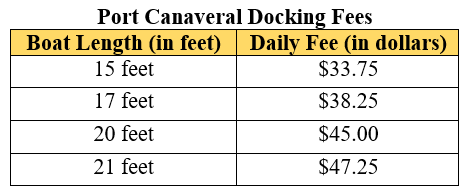 Port Canaveral Docking Fees
Boat Length (in feet) Daily Fee (in dollars)
15 feet $33.75
17 feet $38.25
20 feet $45.00
21 feet $47.25